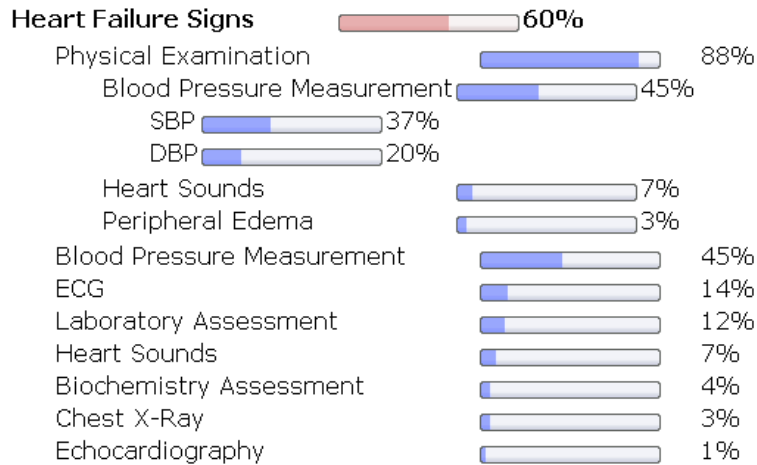 Heart Failure Signs 60%
Physical Examination 88%
Blood Pressure Measurement 45%
SBP 37%
DBP 20%
Heart Sounds 7%
Peripheral Edema 3%
Blood Pressure Measurement 45%
ECG 14%
Laboratory Assessment 12%
Heart Sounds 7%
Biochemistry Assessment 4%
Chest X-Ray 3%
Echocardiography 1%